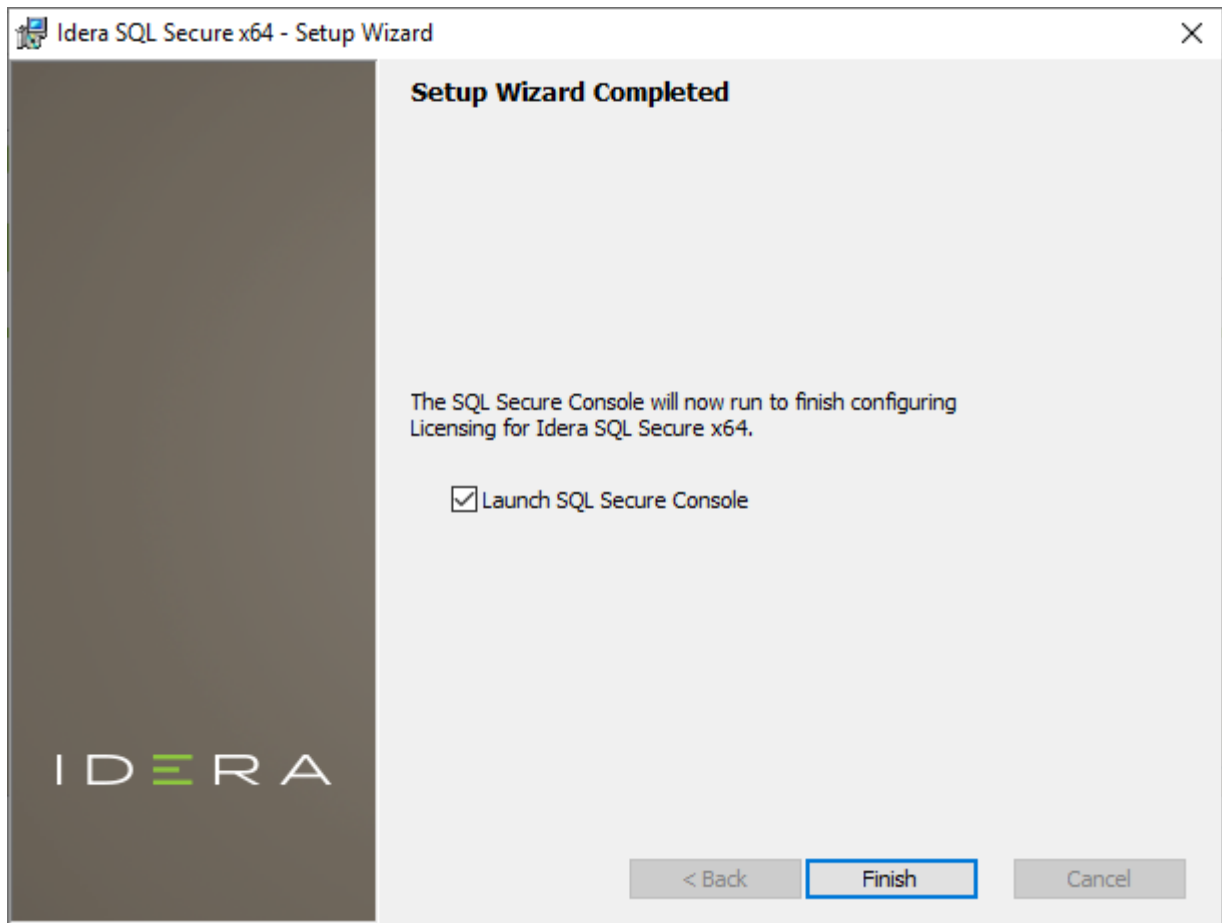 Idera SQL Secure x64 - Setup Wizard
Setup Wizard Completed
The SQL Secure Console will now run to finish configuring
Licensing for Idera SQL Secure x64.
Launch SQL Secure Console
IDERA
< Back
Finish
Cancel